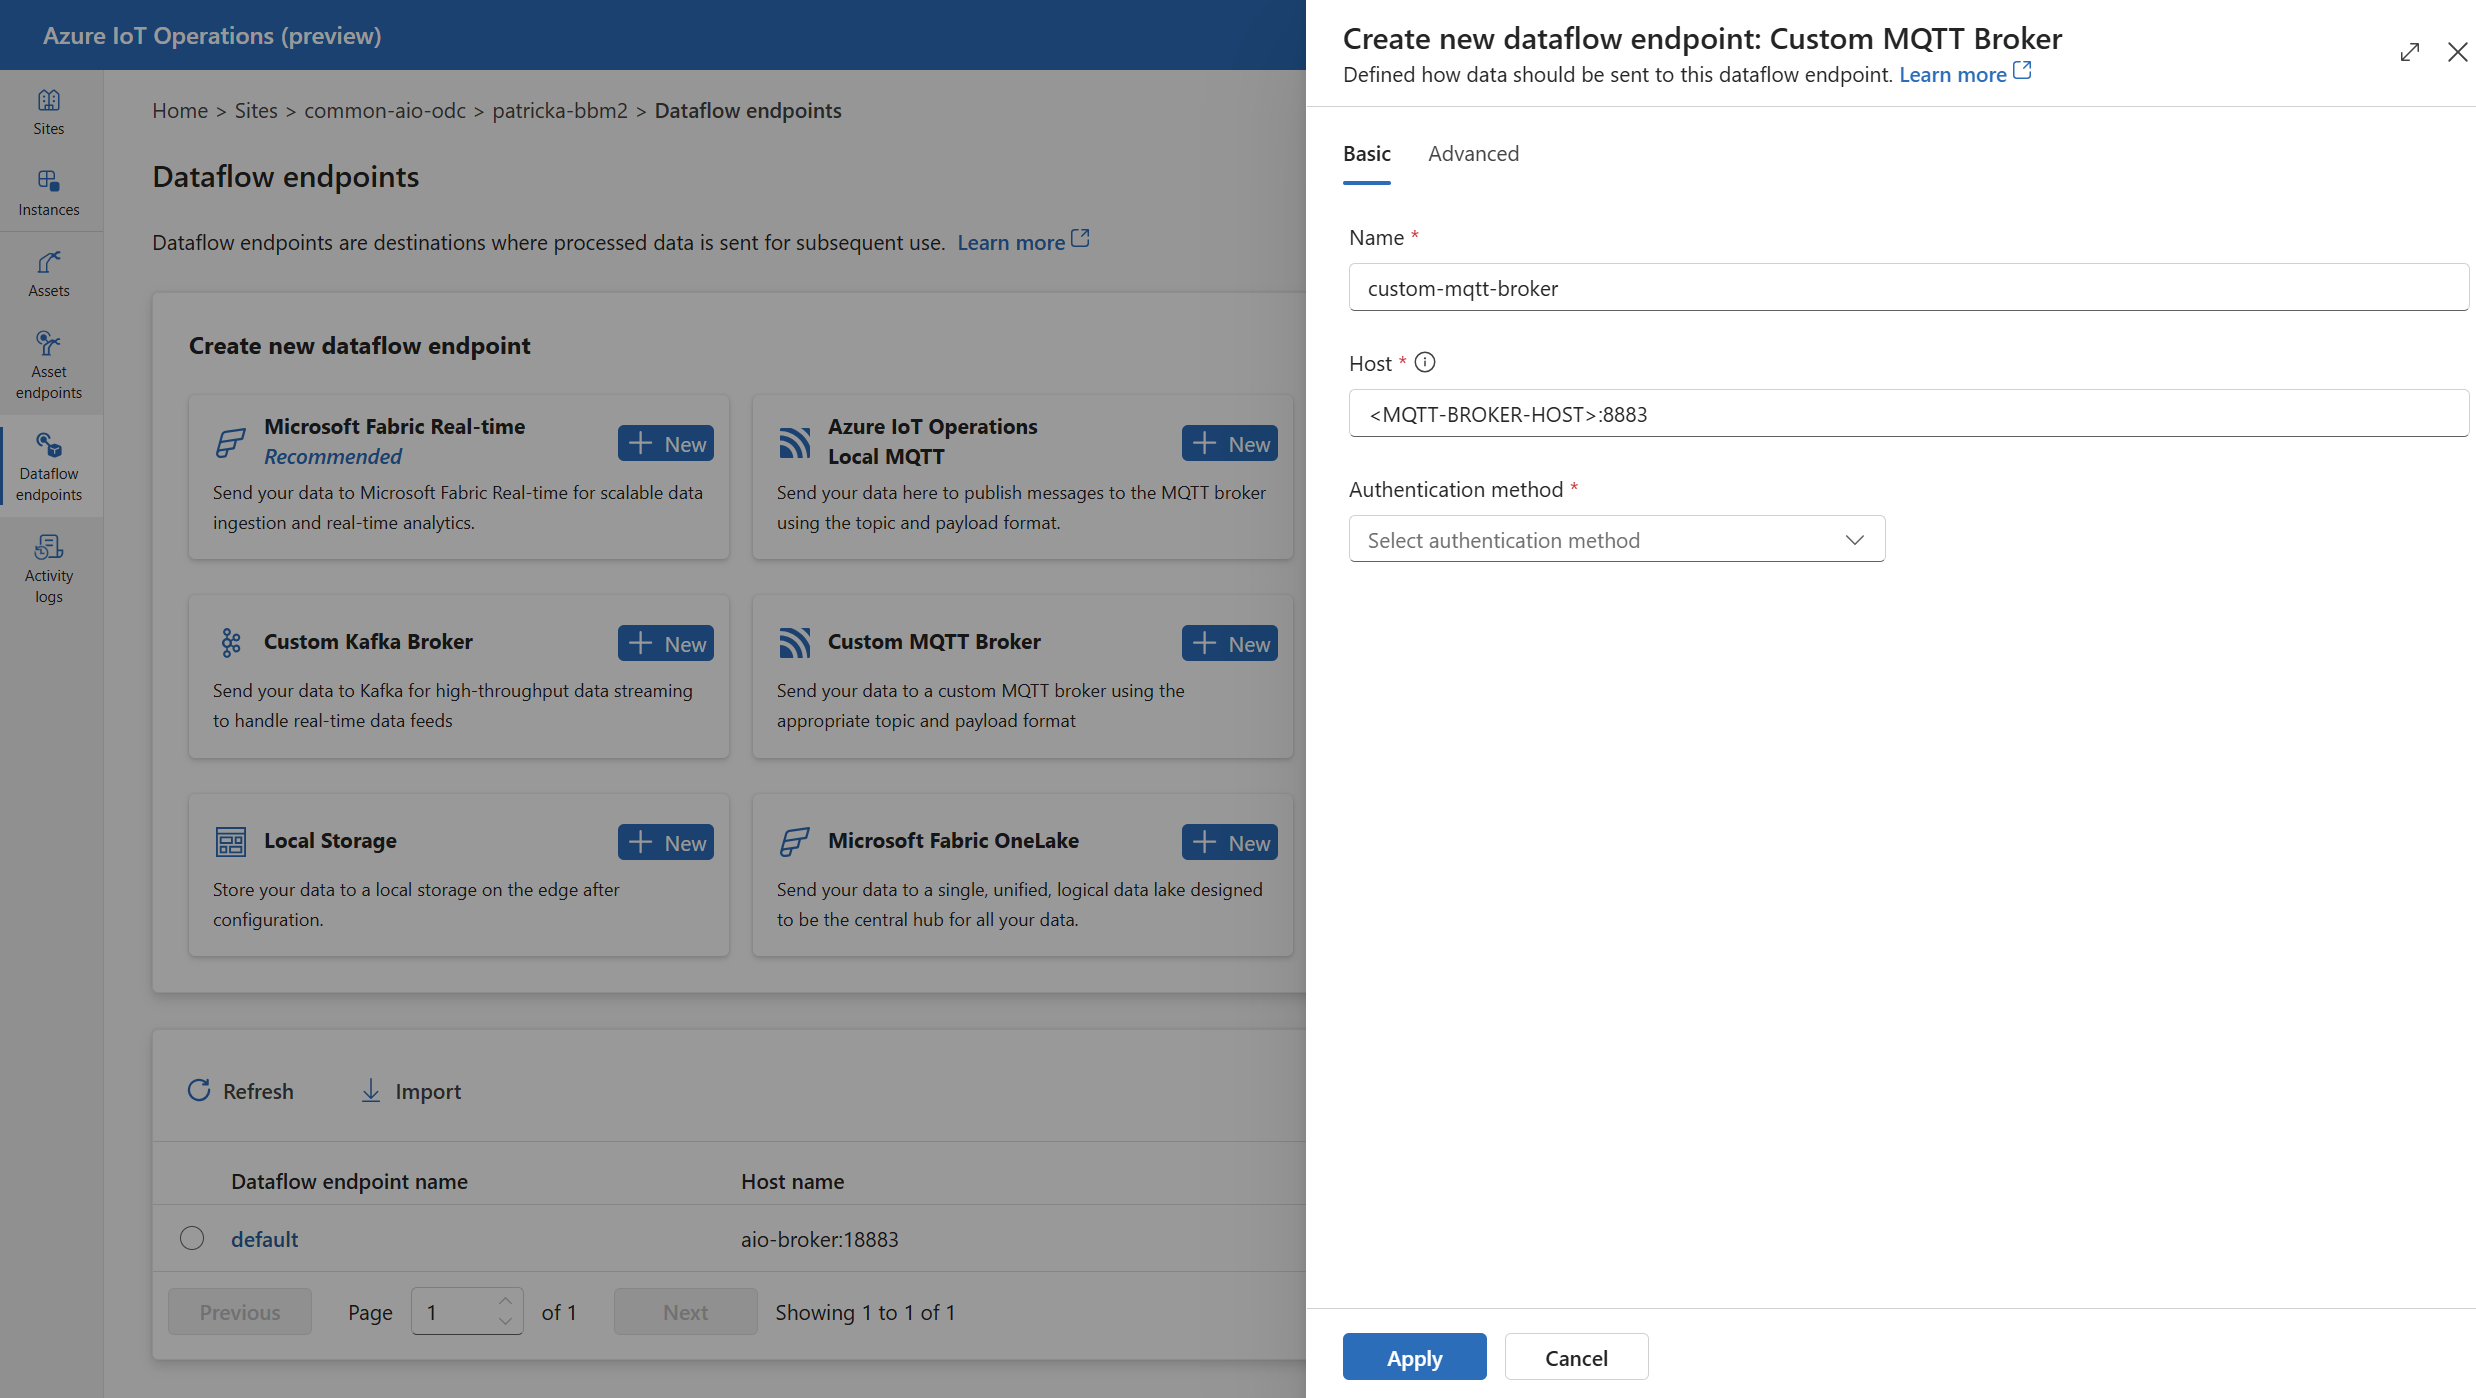 Azure IoT Operations (preview)
Sites
Instances
Assets
Asset
endpoints
Dataflow
endpoints
Activity
logs
Home > Sites > common-aio-odc > patricka-bbm2 > Dataflow endpoints
Dataflow endpoints
Dataflow endpoints are destinations where processed data is sent for subsequent use. Learn more
Create new dataflow endpoint
Microsoft Fabric Real-time
Recommended
New
Send your data to Microsoft Fabric Real-time for scalable data
ingestion and real-time analytics.
Azure IoT Operations
Local MQTT
New
Send your data here to publish messages to the MQTT broker
using the topic and payload format.
Custom Kafka Broker
New
Send your data to Kafka for high-throughput data streaming
to handle real-time data feeds
Custom MQTT Broker
New
Send your data to a custom MQTT broker using the
appropriate topic and payload format
Local Storage
New
Store your data to a local storage on the edge after
configuration.
Microsoft Fabric OneLake
New
Send your data to a single, unified, logical data lake designed
to be the central hub for all your data.
Refresh
Import
Dataflow endpoint name
Host name
default
aio-broker:18883
Previous
Page
1
of 1
Next
Showing 1 to 1 of 1
Create new dataflow endpoint: Custom MQTT Broker
Defined how data should be sent to this dataflow endpoint. Learn more
Basic
Advanced
Name *
custom-mqtt-broker
Host *
<MQTT-BROKER-HOST>:8883
Authentication method *
Select authentication method
Apply
Cancel